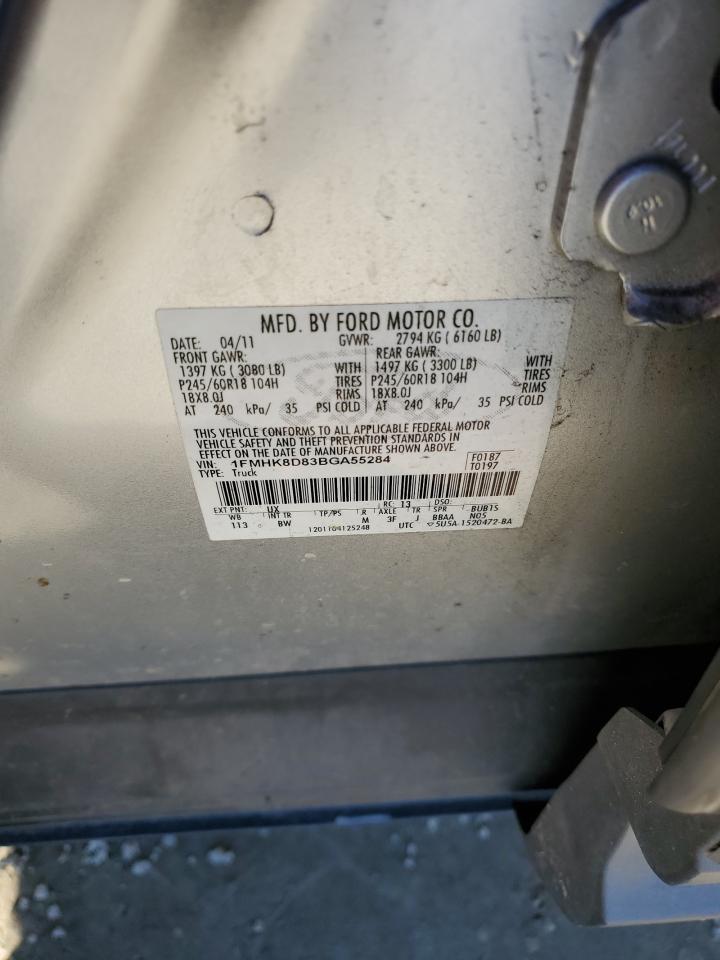 MFD. BY FORD MOTOR CO.
DATE: 04/11 GVWR: 2794 KG ( 6160 LB)
FRONT GAWR: REAR GAWR:
1397 KG ( 3080 LB) WITH 1497 KG ( 3300 LB) WITH
P245/60R18 104H TIRES P245/60R18 104H TIRES
18X8.0J RIMS 18X8.0J RIMS
AT 240 kPa/ 35 PSI COLD AT 240 kPa/ 35 PSI COLD
THIS VEHICLE CONFORMS TO ALL APPLICABLE FEDERAL MOTOR
VEHICLE SAFETY AND THEFT PREVENTION STANDARDS IN
EFFECT ON THE DATE OF MANUFACTURE SHOWN ABOVE.
VIN: 1FMHK8D83BGA55284 F0187
TYPE: Truck T0197
EXT PNT: UX RC: 13 DSO:
WB INT TR TP/PS R AXLE TR SPR BUB15
113 BW M 3F J BBAA N05
1201104125248 UTC 5U5A-1520472-BA